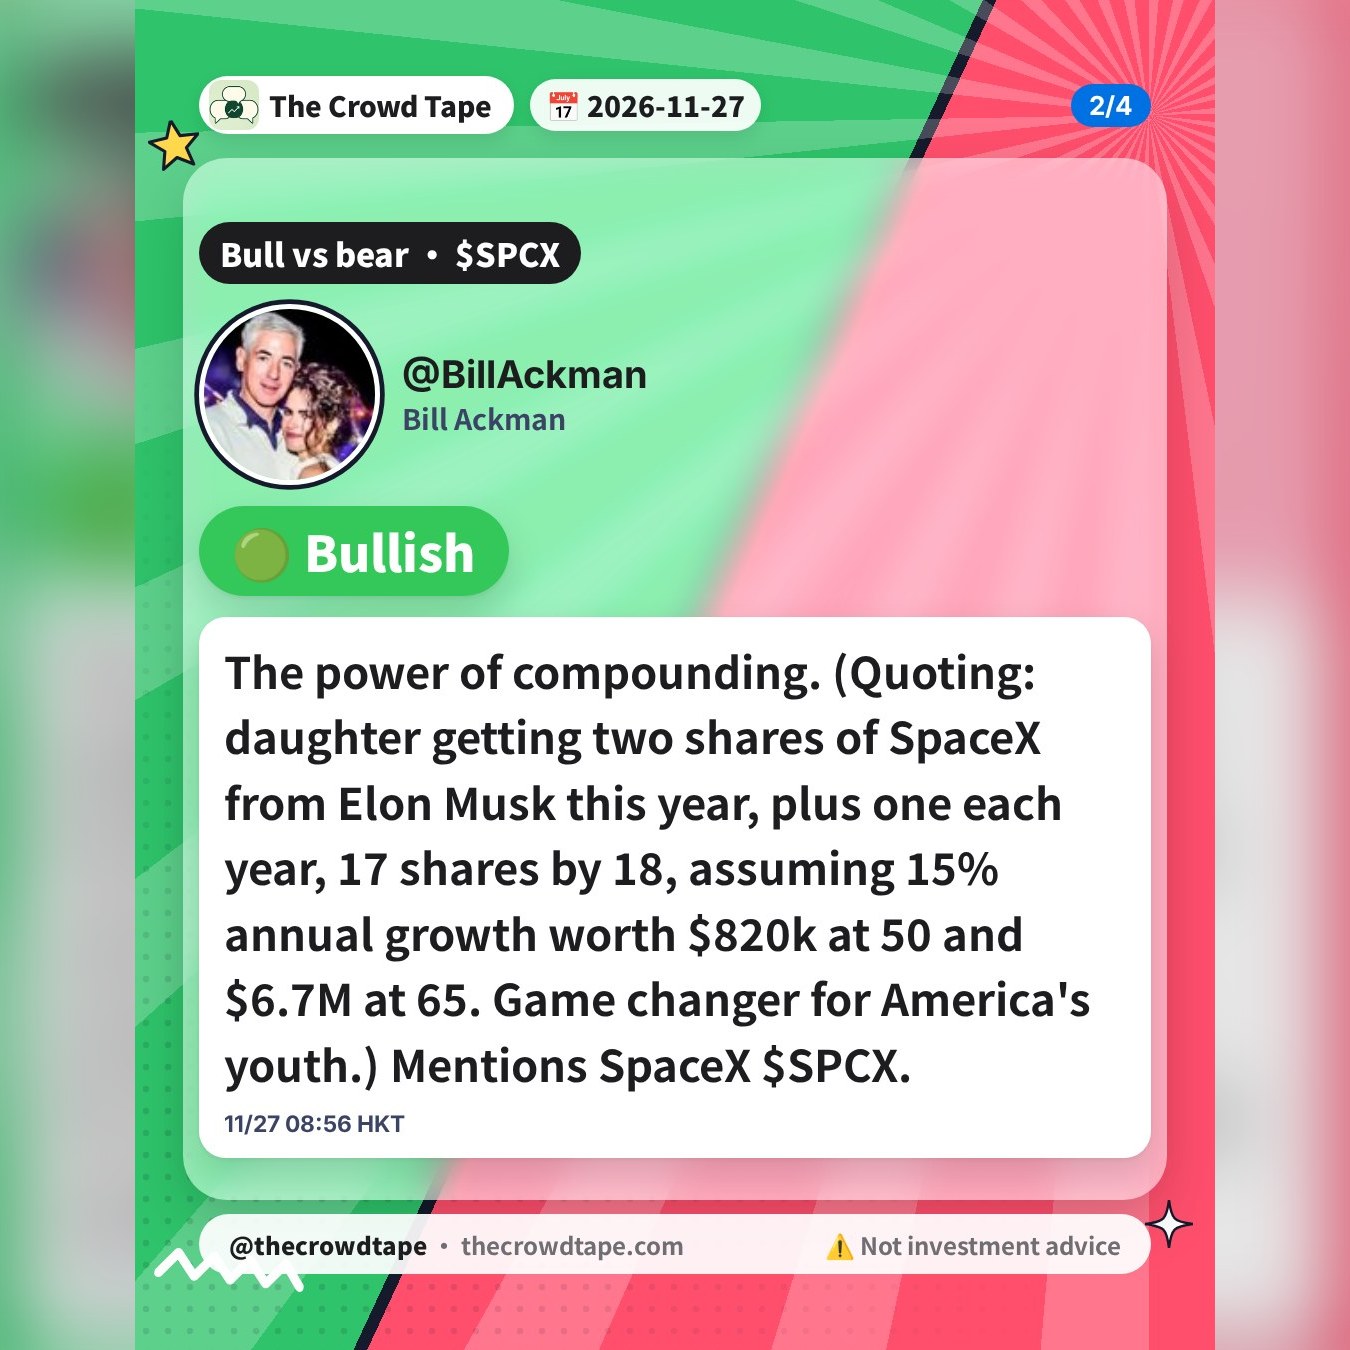 The Crowd Tape
July
17
2026-11-27
2/4
Bull vs bear • $SPCX
@BillAckman
Bill Ackman
Bullish
The power of compounding. (Quoting:
daughter getting two shares of SpaceX
from Elon Musk this year, plus one each
year, 17 shares by 18, assuming 15%
annual growth worth $820k at 50 and
$6.7M at 65. Game changer for America's
youth.) Mentions SpaceX $SPCX.
11/27 08:56 HKT
@thecrowdtape • thecrowdtape.com
⚠️ Not investment advice